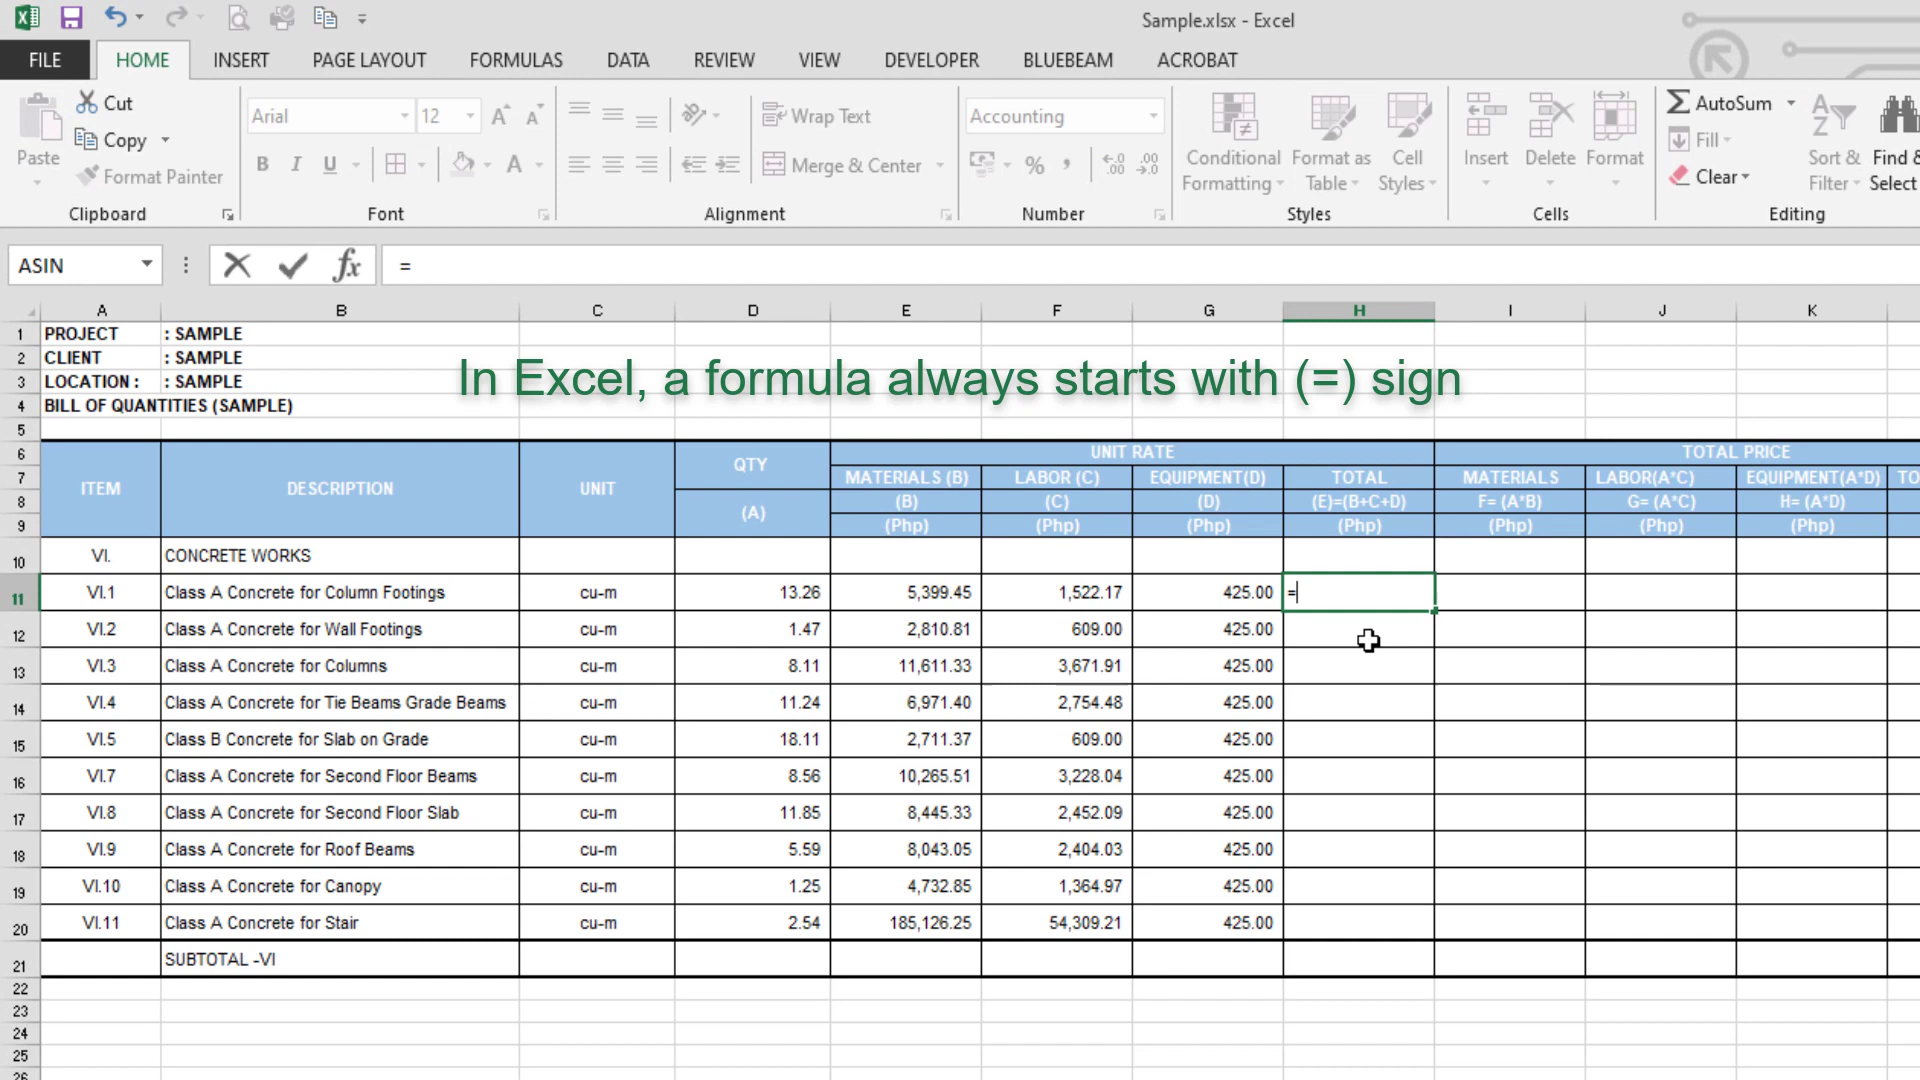 Sample.xlsx - Excel
FILE HOME INSERT PAGE LAYOUT FORMULAS DATA REVIEW VIEW DEVELOPER BLUEBEAM ACROBAT
Paste
Cut
Copy
Format Painter
Clipboard
Arial 12
B I U
Font
Wrap Text
Merge & Center
Alignment
Accounting
Number
Conditional Formatting
Format as Table
Cell Styles
Styles
Insert Delete Format
Cells
AutoSum
Fill
Clear
Sort & Filter
Find & Select
Editing
ASIN fx =
A B C D E F G H I J K
1 PROJECT : SAMPLE
2 CLIENT : SAMPLE
3 LOCATION : : SAMPLE
In Excel, a formula always starts with (=) sign
4 BILL OF QUANTITIES (SAMPLE)
5
6 UNIT RATE TOTAL PRICE
ITEM DESCRIPTION UNIT QTY
7 MATERIALS (B) LABOR (C) EQUIPMENT(D) TOTAL MATERIALS LABOR(A*C) EQUIPMENT(A*D) TO
8 (A) (B) (C) (D) (E)=(B+C+D) F= (A*B) G= (A*C) H= (A*D)
9 (Php) (Php) (Php) (Php) (Php) (Php) (Php)
10 VI. CONCRETE WORKS
11 VI.1 Class A Concrete for Column Footings cu-m 13.26 5,399.45 1,522.17 425.00 =
12 VI.2 Class A Concrete for Wall Footings cu-m 1.47 2,810.81 609.00 425.00
13 VI.3 Class A Concrete for Columns cu-m 8.11 11,611.33 3,671.91 425.00
14 VI.4 Class A Concrete for Tie Beams Grade Beams cu-m 11.24 6,971.40 2,754.48 425.00
15 VI.5 Class B Concrete for Slab on Grade cu-m 18.11 2,711.37 609.00 425.00
16 VI.7 Class A Concrete for Second Floor Beams cu-m 8.56 10,265.51 3,228.04 425.00
17 VI.8 Class A Concrete for Second Floor Slab cu-m 11.85 8,445.33 2,452.09 425.00
18 VI.9 Class A Concrete for Roof Beams cu-m 5.59 8,043.05 2,404.03 425.00
19 VI.10 Class A Concrete for Canopy cu-m 1.25 4,732.85 1,364.97 425.00
20 VI.11 Class A Concrete for Stair cu-m 2.54 185,126.25 54,309.21 425.00
21 SUBTOTAL -VI
22
23
24
25
26